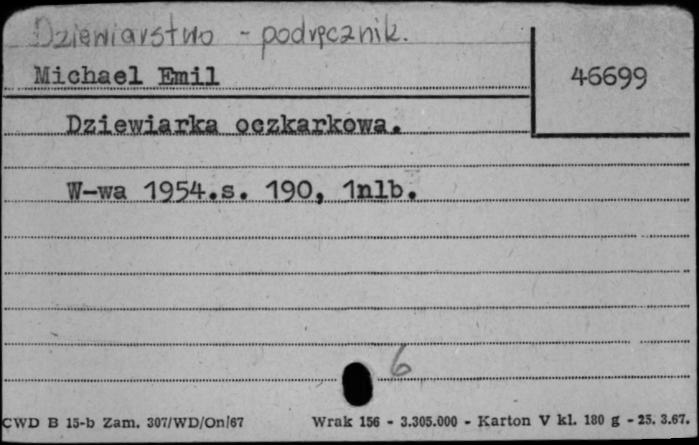 Dziewiarstwo - podręcznik.
Michael Emil
46699
Dziewiarka oczkarkowa.
W-wa 1954.s. 190, 1nlb.
6
CWD B 15-b Zam. 307/WD/On/67 Wrak 156 - 3.305.000 - Karton V kl. 180 g - 25. 3.67.